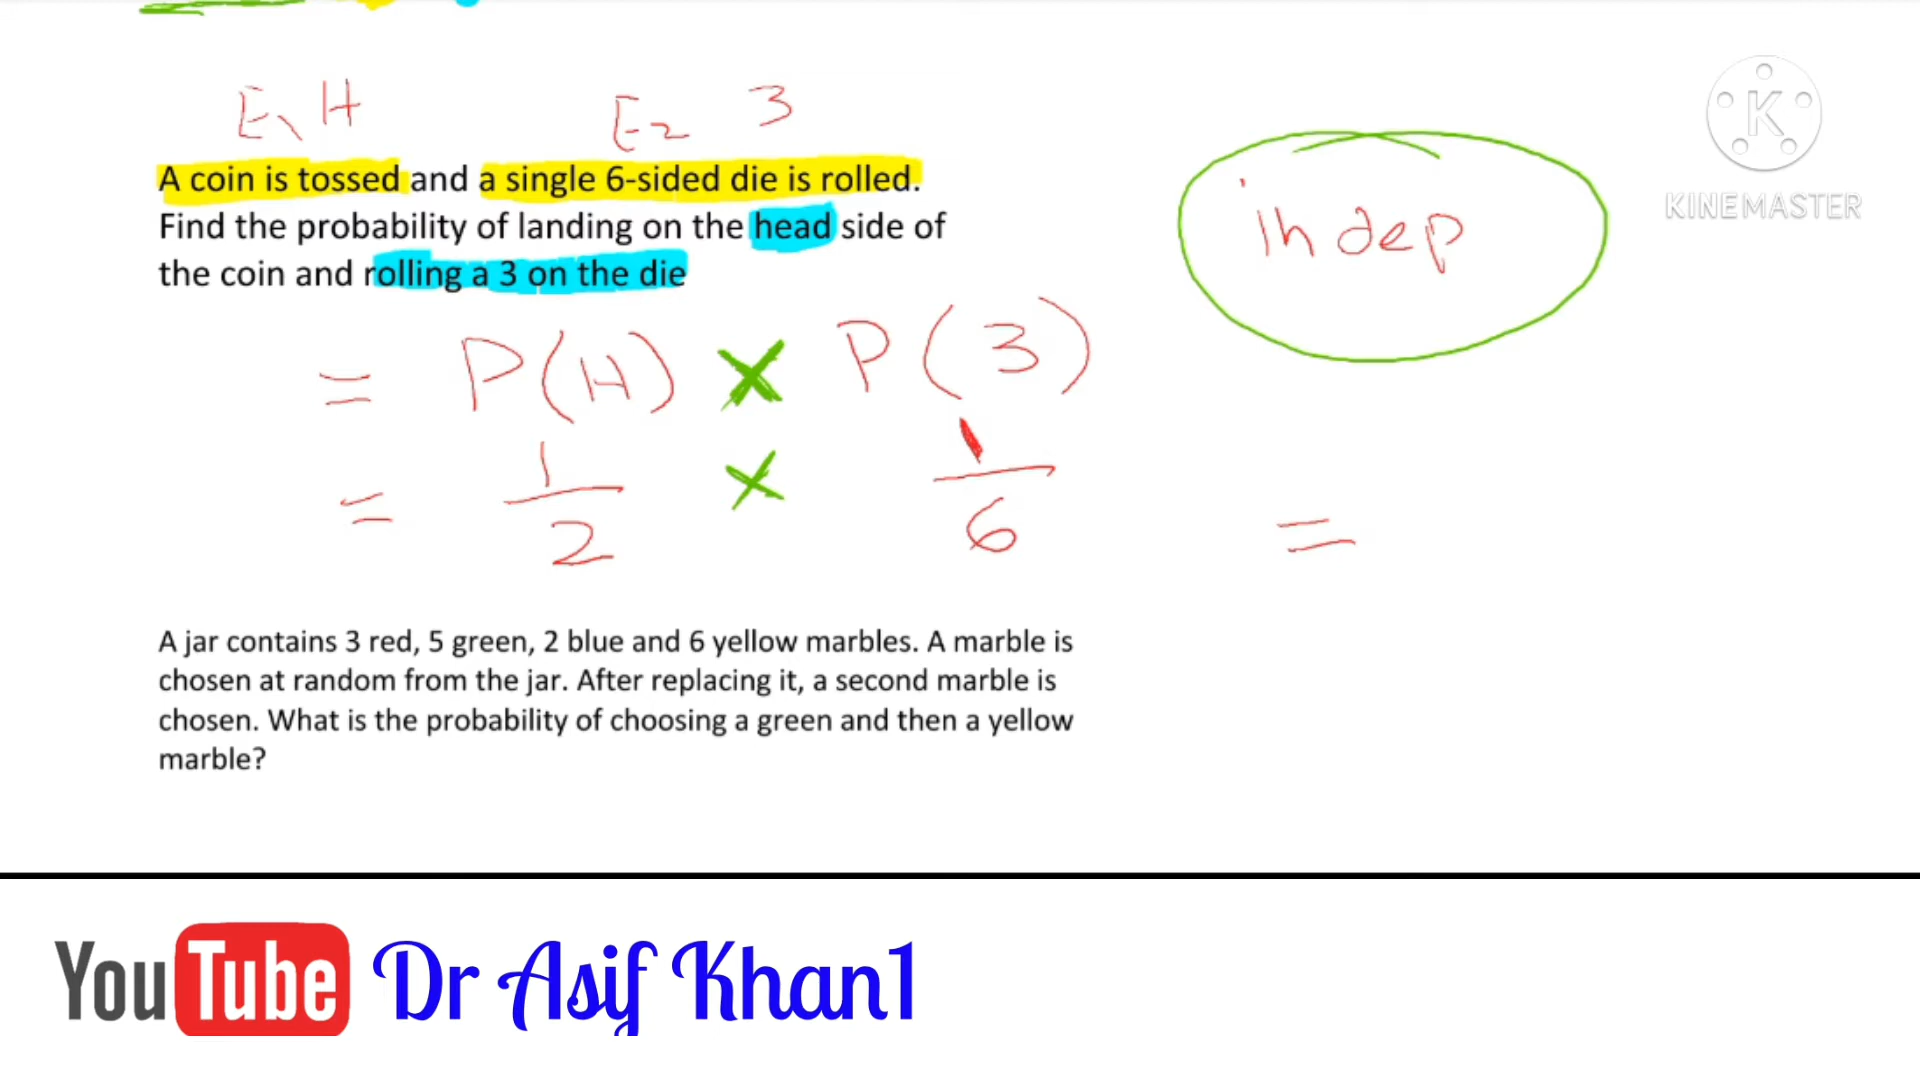 E1 H E2 3
A coin is tossed and a single 6-sided die is rolled.
Find the probability of landing on the head side of
the coin and rolling a 3 on the die
indep
KINEMASTER
= P(H) × P(3)
= 1/2 × 1/6 =
A jar contains 3 red, 5 green, 2 blue and 6 yellow marbles. A marble is
chosen at random from the jar. After replacing it, a second marble is
chosen. What is the probability of choosing a green and then a yellow
marble?
YouTube Dr Asif Khan1